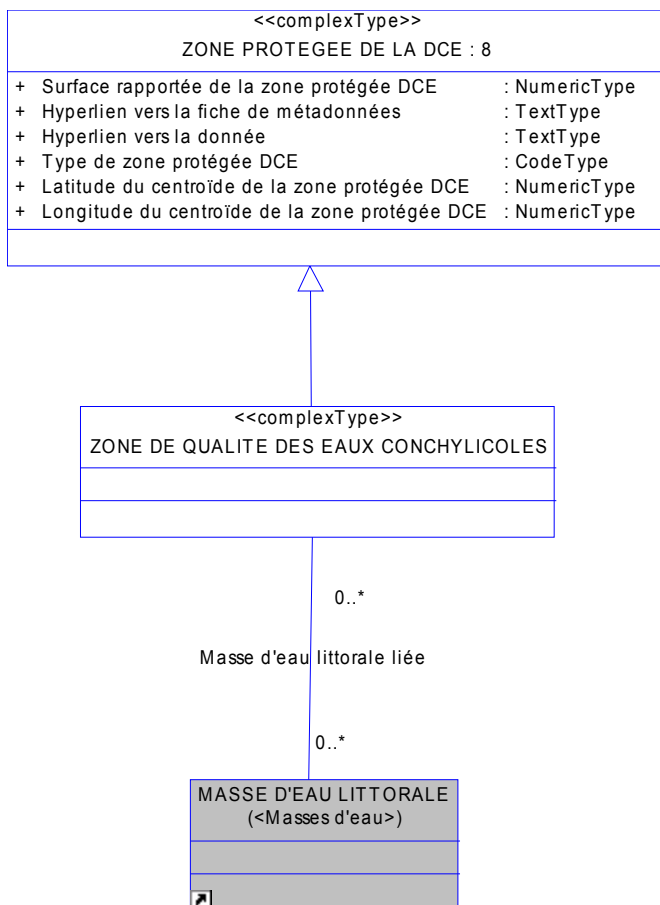 <<complexType>>
ZONE PROTEGEE DE LA DCE : 8
+ Surface rapportée de la zone protégée DCE : NumericType
+ Hyperlien vers la fiche de métadonnées : TextType
+ Hyperlien vers la donnée : TextType
+ Type de zone protégée DCE : CodeType
+ Latitude du centroïde de la zone protégée DCE : NumericType
+ Longitude du centroïde de la zone protégée DCE : NumericType
<<complexType>>
ZONE DE QUALITE DES EAUX CONCHYLICOLES
0..*
Masse d'eau littorale liée
0..*
MASSE D'EAU LITTORALE
(<Masses d'eau>)